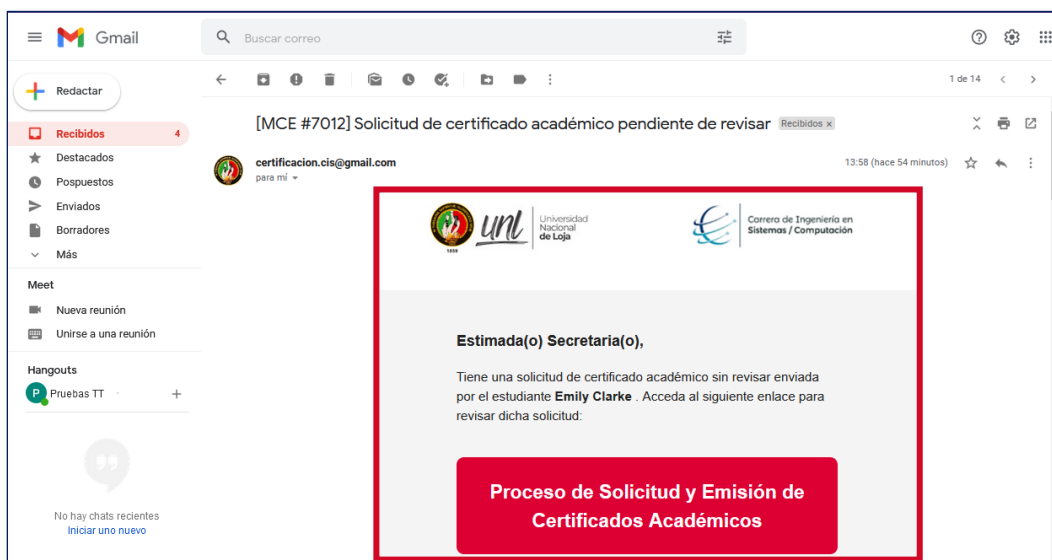 Gmail
Buscar correo
Redactar
1 de 14
Recibidos 4
Destacados
Pospuestos
Enviados
Borradores
Más
Meet
Nueva reunión
Unirse a una reunión
Hangouts
P Pruebas TT
No hay chats recientes
Iniciar uno nuevo
[MCE #7012] Solicitud de certificado académico pendiente de revisar Recibidos x
certificacion.cis@gmail.com 13:58 (hace 54 minutos)
para mí
1859
unl
Universidad
Nacional
de Loja
Carrera de Ingeniería en
Sistemas / Computación
Estimada(o) Secretaria(o),
Tiene una solicitud de certificado académico sin revisar enviada
por el estudiante Emily Clarke . Acceda al siguiente enlace para
revisar dicha solicitud:
Proceso de Solicitud y Emisión de
Certificados Académicos